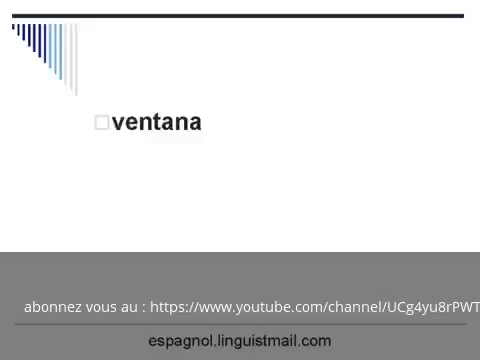 ventana
abonnez vous au : https://www.youtube.com/channel/UCg4yu8rPWT
espagnol.linguistmail.com